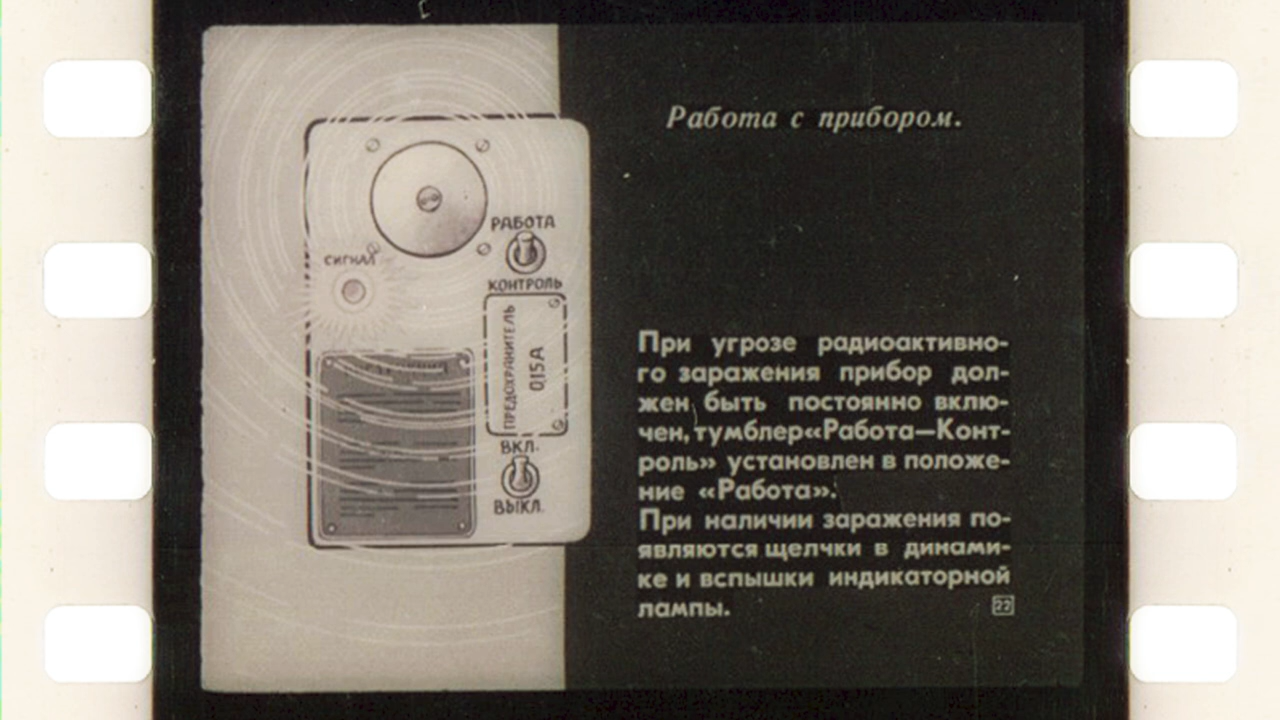 Работа с прибором.
РАБОТА
СИГНАЛ
КОНТРОЛЬ
ПРЕДОХРАНИТЕЛЬ
0,15 А
ВКЛ.
ВЫКЛ.
При угрозе радиоактивно-
го заражения прибор дол-
жен быть постоянно вклю-
чен, тумблер «Работа—Конт-
роль» установлен в положе-
ние «Работа».
При наличии заражения по-
являются щелчки в динами-
ке и вспышки индикаторной
лампы.
22